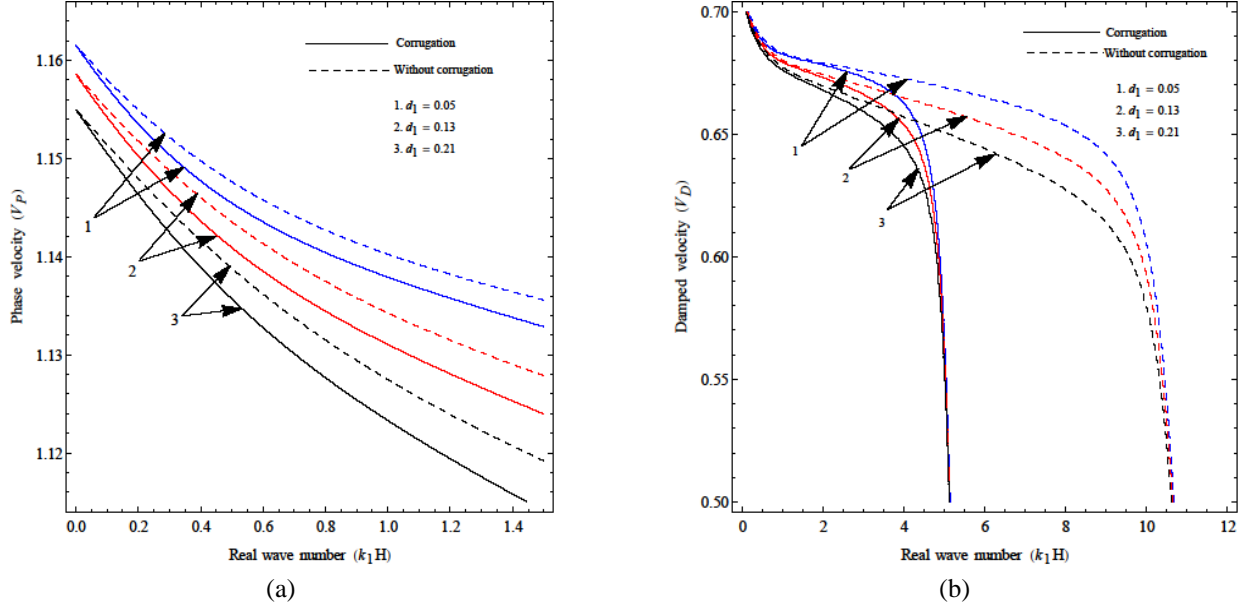 Corrugation
Without corrugation
1. d1 = 0.05
2. d1 = 0.13
3. d1 = 0.21
1.16
1.15
1.14
1.13
1.12
1
2
3
Phase velocity (VP)
0.0 0.2 0.4 0.6 0.8 1.0 1.2 1.4
Real wave number (k1H)
(a)
Corrugation
Without corrugation
1. d1 = 0.05
2. d1 = 0.13
3. d1 = 0.21
0.70
0.65
0.60
0.55
0.50
1
2
3
Damped velocity (VD)
0 2 4 6 8 10 12
Real wave number (k1H)
(b)